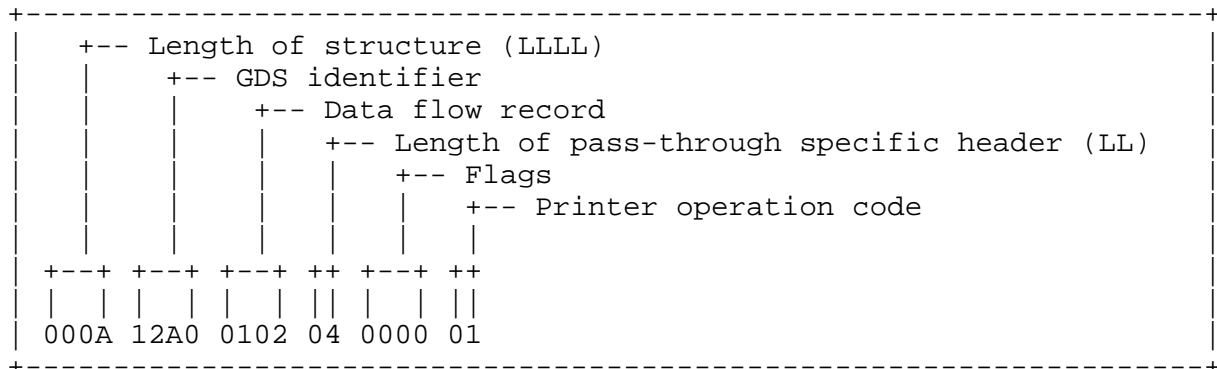 +-- Length of structure (LLLL)
+-- GDS identifier
+-- Data flow record
+-- Length of pass-through specific header (LL)
+-- Flags
+-- Printer operation code
+--+ +--+ +--+ ++ +--+ ++
000A 12A0 0102 04 0000 01